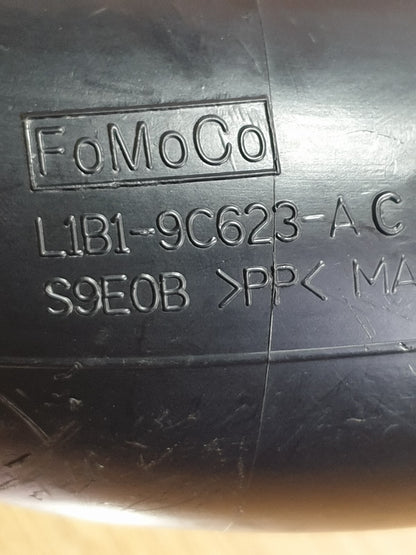 FoMoCo
L1B1-9C623-AC
S9E0B >PP< MA